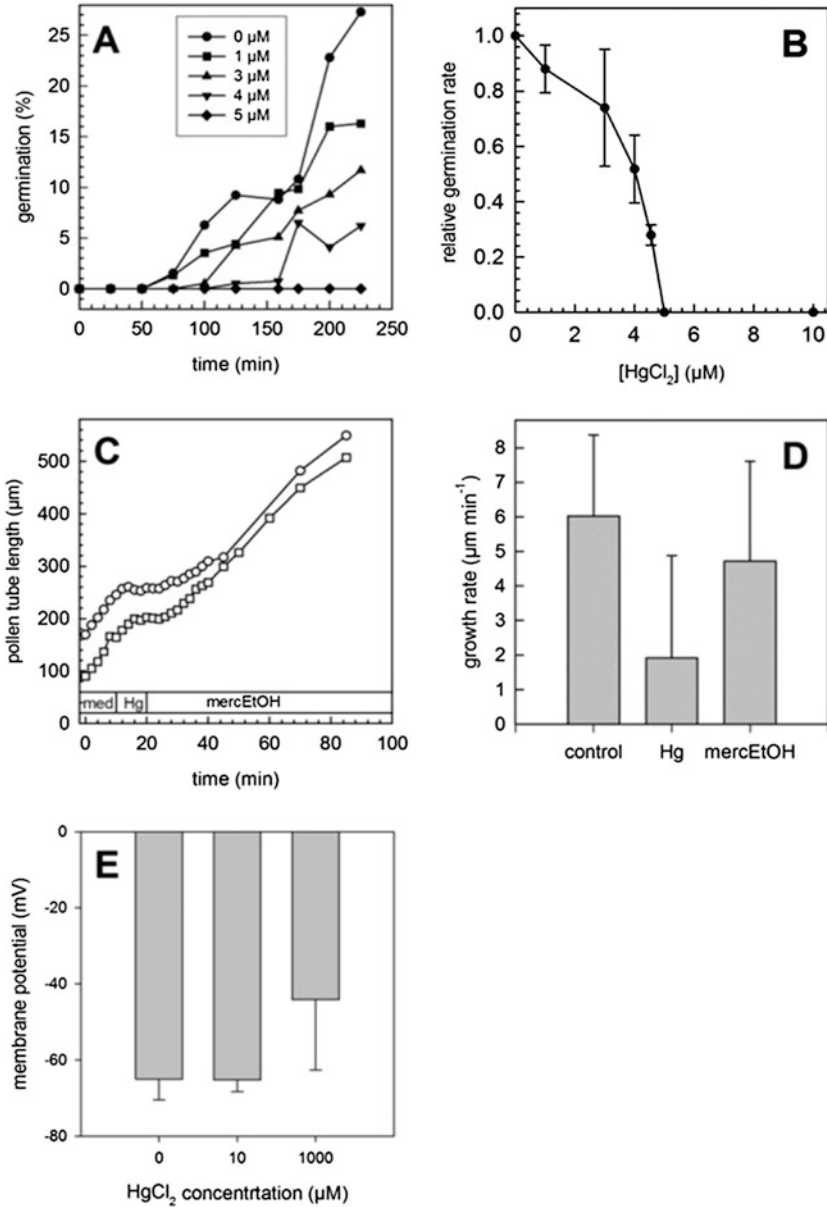 A
0 µM
1 µM
3 µM
4 µM
5 µM
germination (%)
25
20
15
10
5
0
0 50 100 150 200 250
time (min)
B
relative germination rate
1.0
0.8
0.6
0.4
0.2
0.0
0 2 4 6 8 10
[HgCl₂] (µM)
C
pollen tube length (µm)
500
400
300
200
100
0
med Hg mercEtOH
0 20 40 60 80 100
time (min)
D
growth rate (µm min⁻¹)
8
7
6
5
4
3
2
1
0
control Hg mercEtOH
E
membrane potential (mV)
0
-20
-40
-60
-80
0 10 1000
HgCl₂ concentrtation (µM)